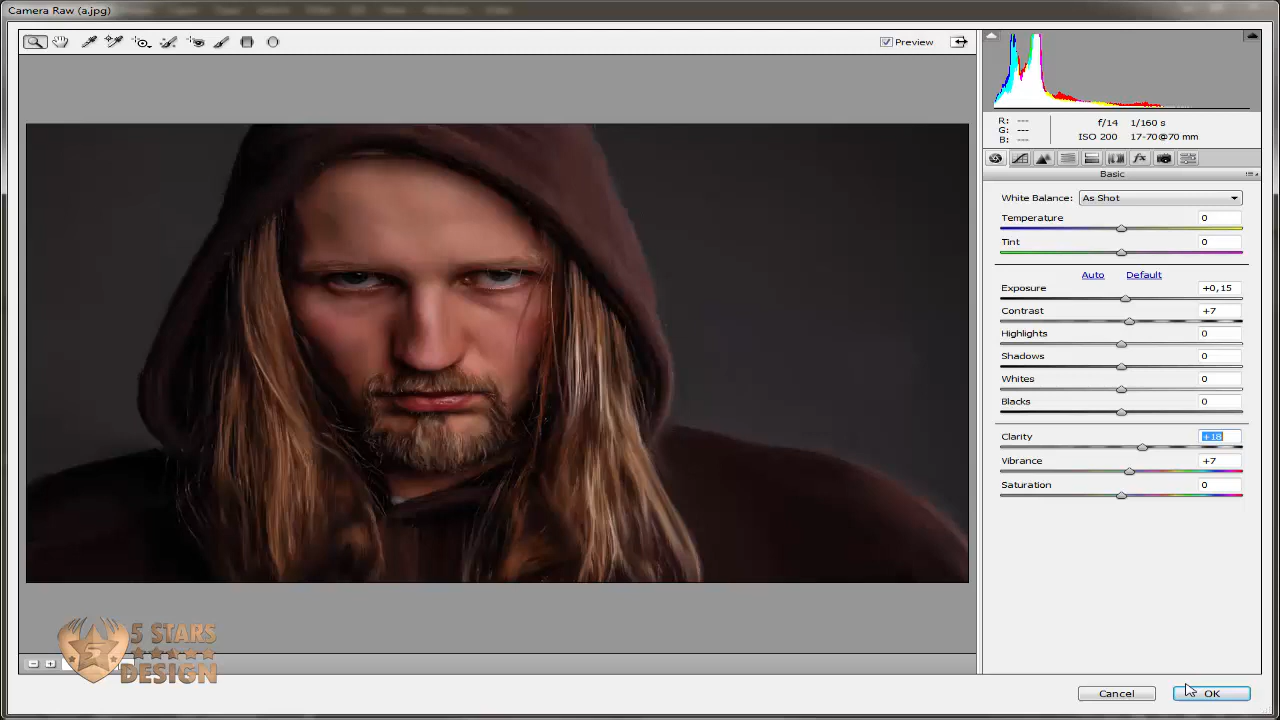 Camera Raw (a.jpg)
Preview
R: ---
G: ---
B: ---
f/14 1/160 s
ISO 200 17-70@70 mm
Basic
White Balance: As Shot
Temperature 0
Tint 0
Auto Default
Exposure +0,15
Contrast +7
Highlights 0
Shadows 0
Whites 0
Blacks 0
Clarity +18
Vibrance +7
Saturation 0
5 STARS
DESIGN
Cancel OK